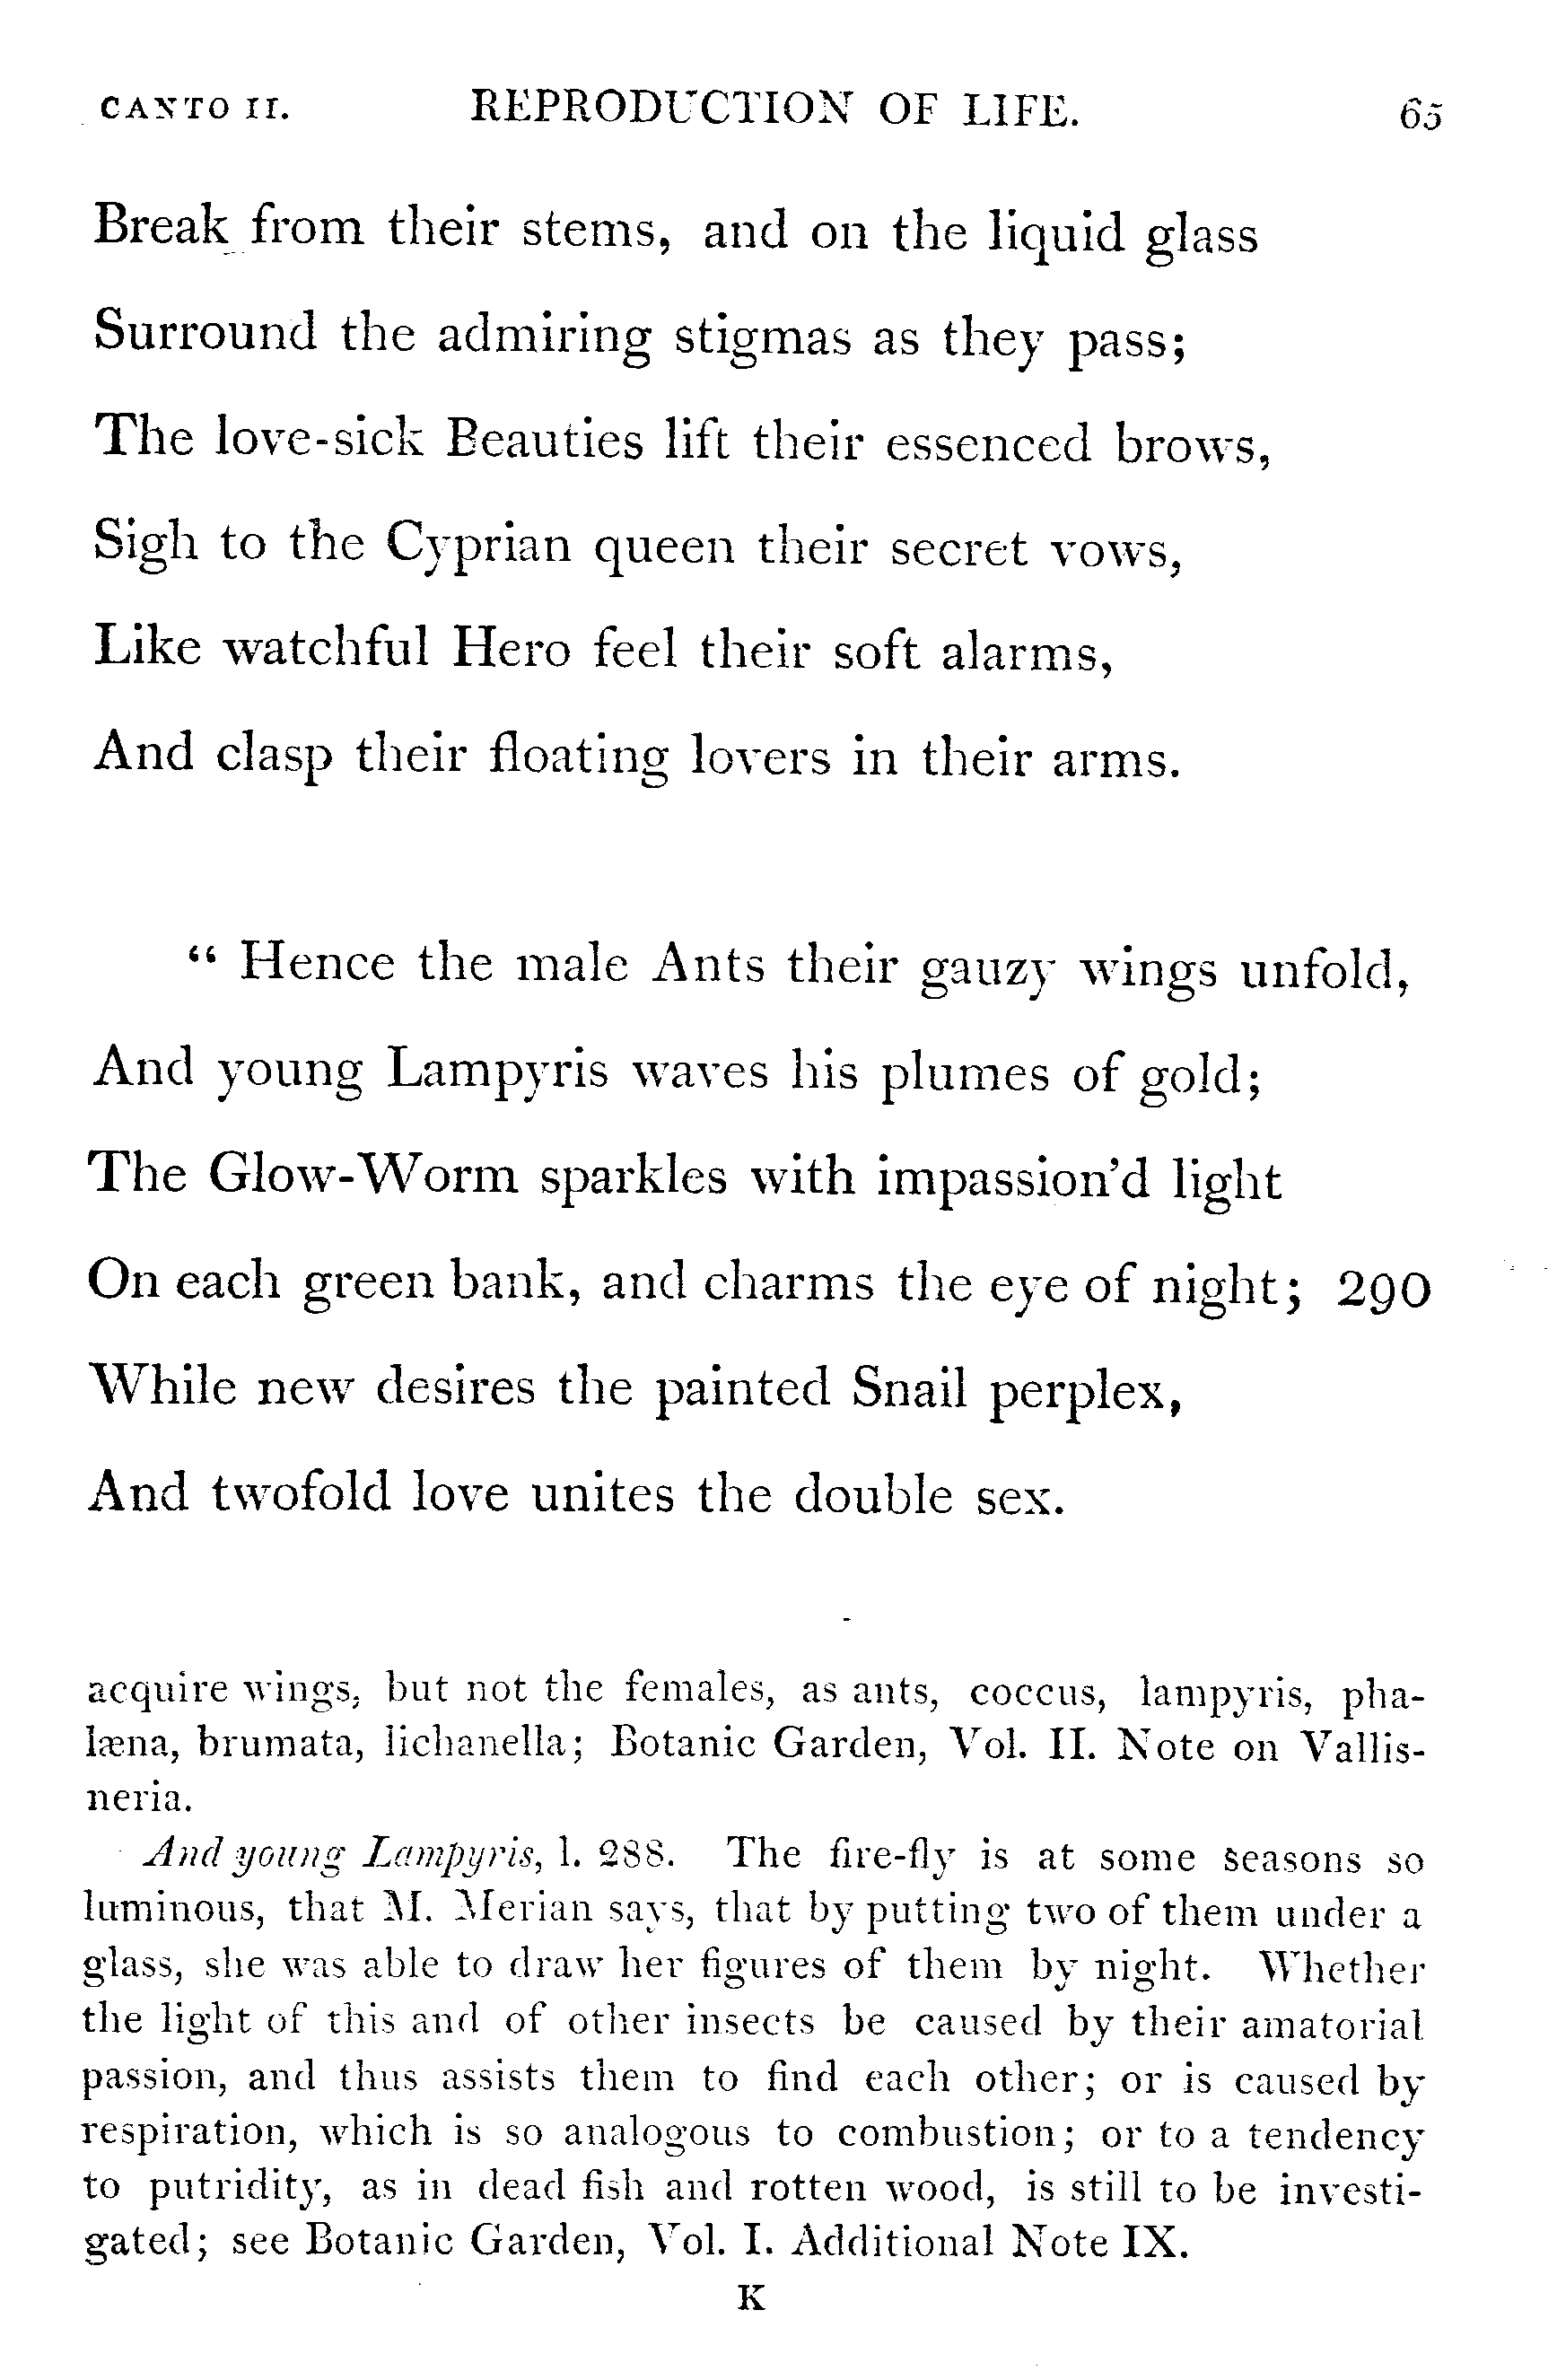 CANTO II. REPRODUCTION OF LIFE. 65
Break from their stems, and on the liquid glass
Surround the admiring stigmas as they pass;
The love-sick Beauties lift their essenced brows,
Sigh to the Cyprian queen their secret vows,
Like watchful Hero feel their soft alarms,
And clasp their floating lovers in their arms.
“ Hence the male Ants their gauzy wings unfold,
And young Lampyris waves his plumes of gold;
The Glow-Worm sparkles with impassion’d light
On each green bank, and charms the eye of night; 290
While new desires the painted Snail perplex,
And twofold love unites the double sex.
acquire wings, but not the females, as ants, coccus, lampyris, pha-
læna, brumata, lichanella; Botanic Garden, Vol. II. Note on Vallis-
neria.
And young Lampyris, l. 288. The fire-fly is at some seasons so
luminous, that M. Merian says, that by putting two of them under a
glass, she was able to draw her figures of them by night. Whether
the light of this and of other insects be caused by their amatorial
passion, and thus assists them to find each other; or is caused by
respiration, which is so analogous to combustion; or to a tendency
to putridity, as in dead fish and rotten wood, is still to be investi-
gated; see Botanic Garden, Vol. I. Additional Note IX.
K